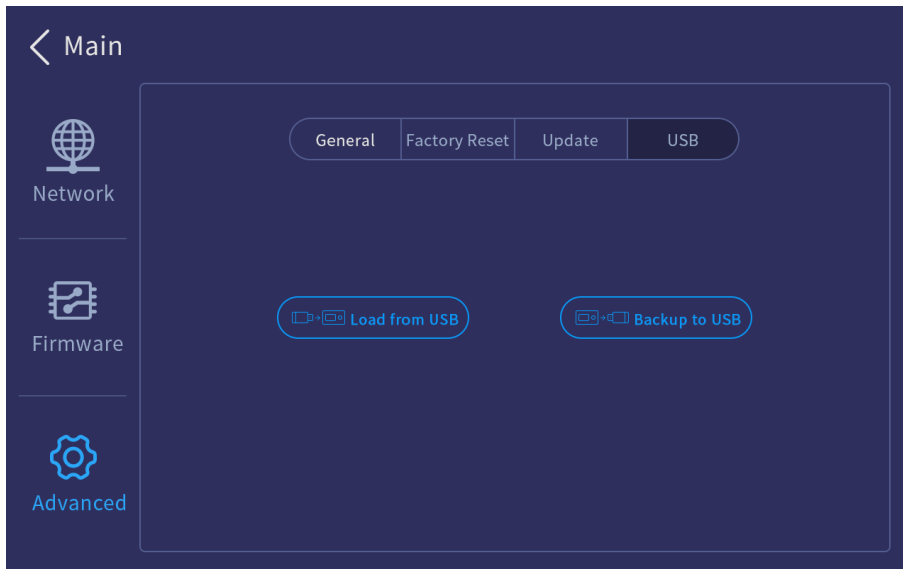 Main
General Factory Reset Update USB
Network
Load from USB Backup to USB
Firmware
Advanced